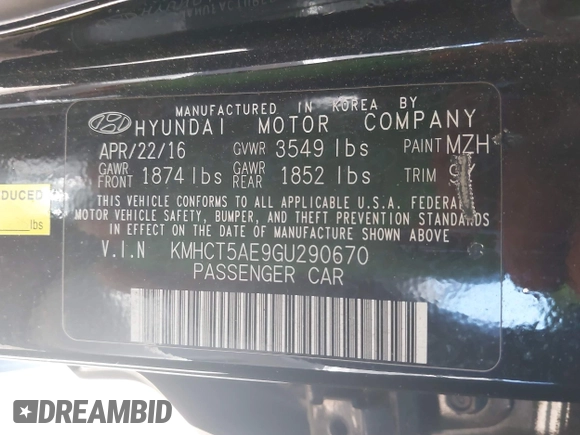 MANUFACTURED IN KOREA BY
HYUNDAI MOTOR COMPANY
APR/22/16 GVWR 3549 lbs PAINT MZH
GAWR FRONT 1874 lbs GAWR REAR 1852 lbs TRIM
THIS VEHICLE CONFORMS TO ALL APPLICABLE U.S.A. FEDERAL
MOTOR VEHICLE SAFETY, BUMPER, AND THEFT PREVENTION STANDARDS
IN EFFECT ON THE DATE OF MANUFACTURE SHOWN ABOVE
V.I.N KMHCT5AE9GU290670
PASSENGER CAR
DUCED
lbs
DREAMBID